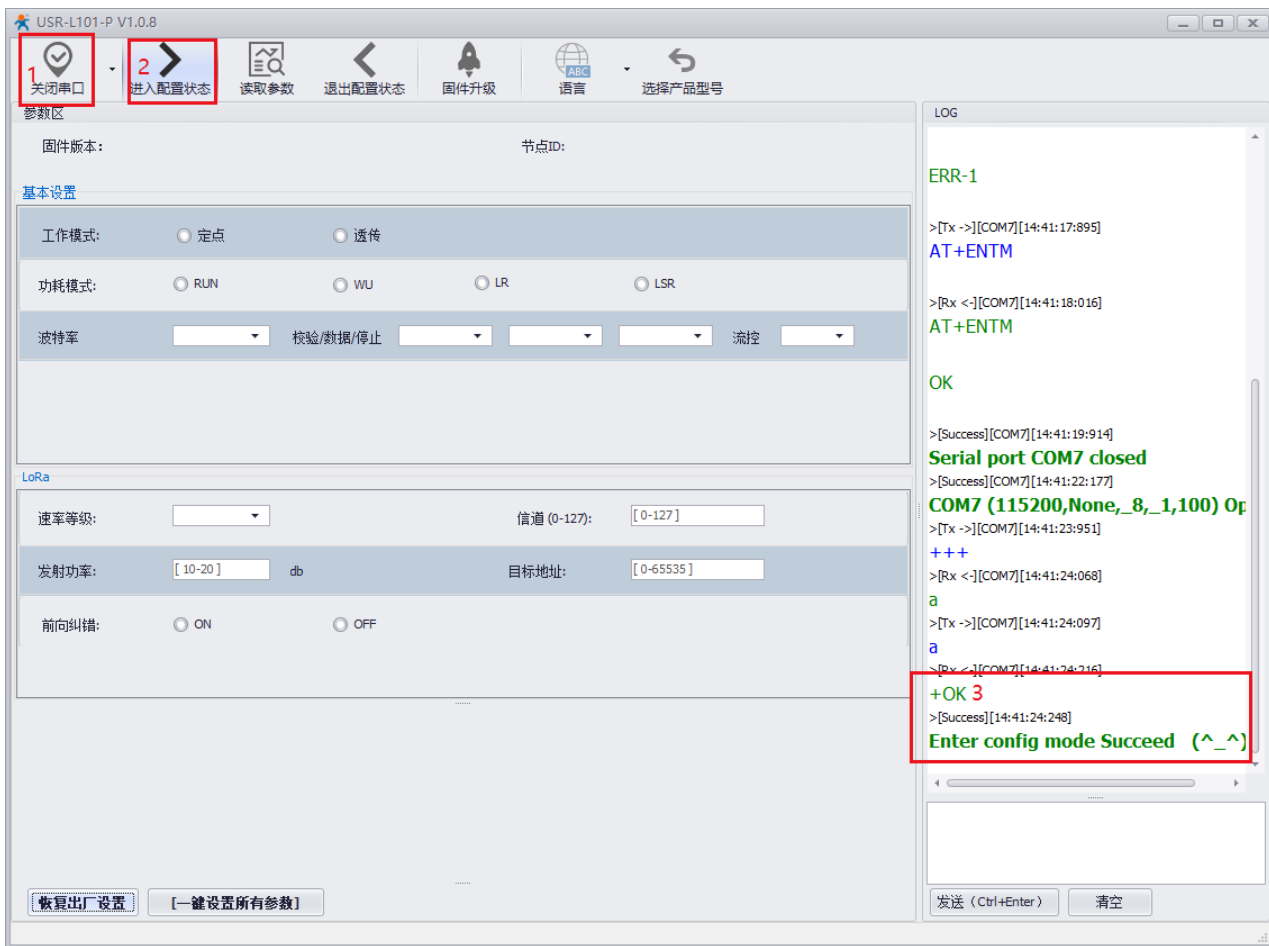 USR-L101-P V1.0.8
1 关闭串口
2 进入配置状态
读取参数
退出配置状态
固件升级
ABC
语言
选择产品型号
参数区
固件版本:
节点ID:
基本设置
工作模式: 定点 透传
功耗模式: RUN WU LR LSR
波特率 校验/数据/停止 流控
LoRa
速率等级: 信道 (0-127): [0-127]
发射功率: [10-20] db 目标地址: [0-65535]
前向纠错: ON OFF
恢复出厂设置 [一键设置所有参数]
LOG
ERR-1
>[Tx ->][COM7][14:41:17:895]
AT+ENTM
>[Rx <-][COM7][14:41:18:016]
AT+ENTM
OK
>[Success][COM7][14:41:19:914]
Serial port COM7 closed
>[Success][COM7][14:41:22:177]
COM7 (115200,None,_8,_1,100) Op
>[Tx ->][COM7][14:41:23:951]
+++
>[Rx <-][COM7][14:41:24:068]
a
>[Tx ->][COM7][14:41:24:097]
a
>[Rx <-][COM7][14:41:24:216]
+OK 3
>[Success][14:41:24:248]
Enter config mode Succeed (^_^)
发送（Ctrl+Enter） 清空